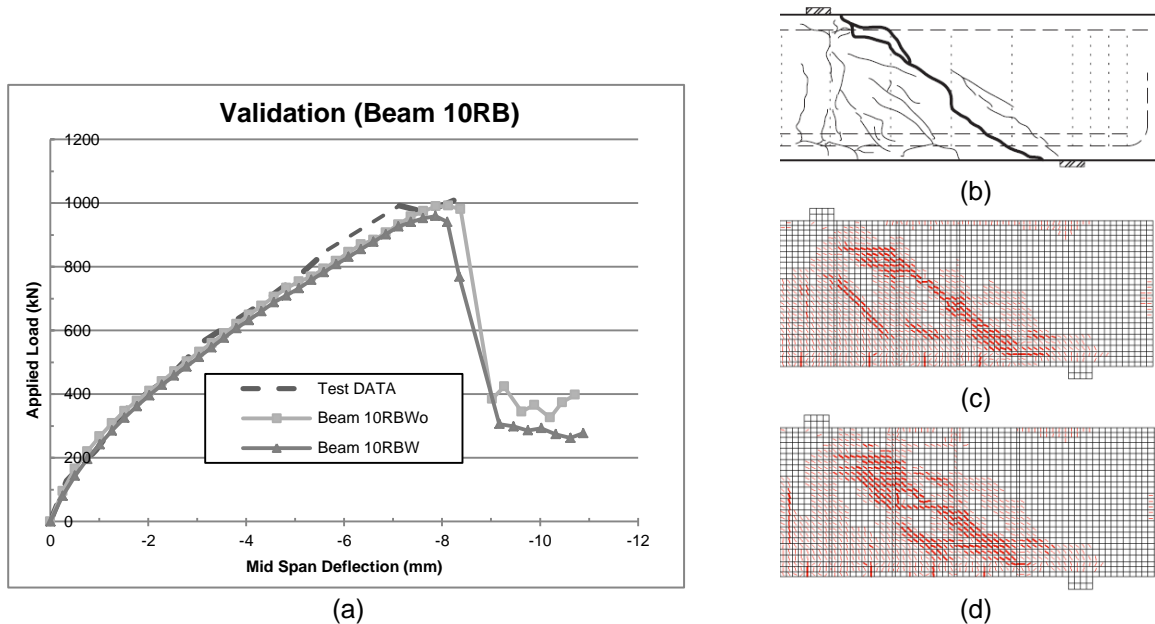 Validation (Beam 10RB)
1200
1000
800
600
400
200
0
Applied Load (kN)
Test DATA
Beam 10RBWo
Beam 10RBW
0 -2 -4 -6 -8 -10 -12
Mid Span Deflection (mm)
(a)
(b)
(c)
(d)